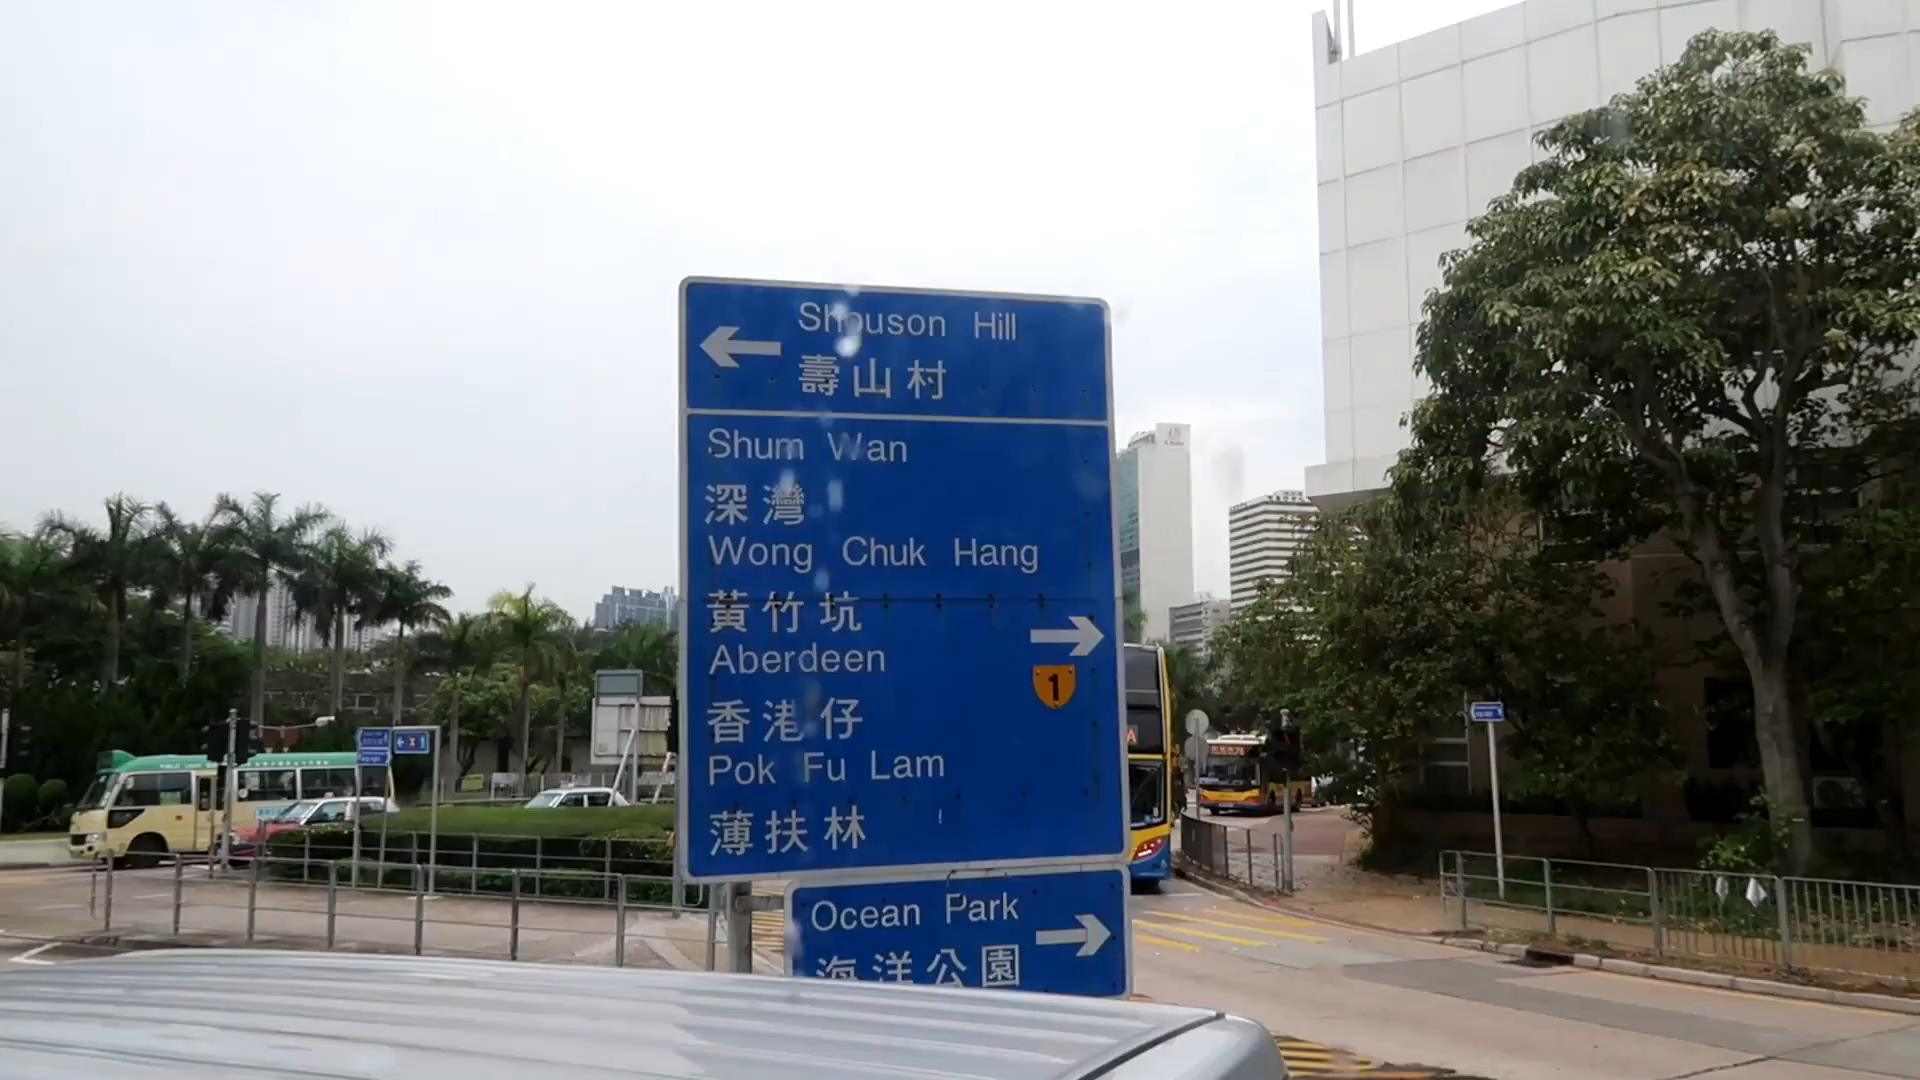 Shouson Hill
壽山村
Shum Wan
深灣
Wong Chuk Hang
黃竹坑
Aberdeen
香港仔
1
Pok Fu Lam
薄扶林
Ocean Park
海洋公園
A